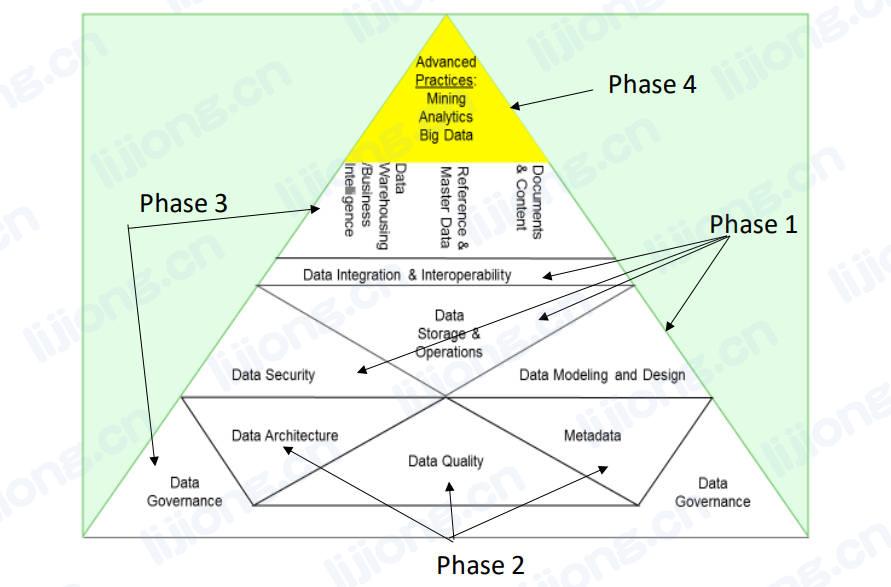 Advanced
Practices:
Mining
Analytics
Big Data
Phase 4
Data
Warehousing
/Business
Intelligence
Reference &
Master Data
Documents
& Content
Phase 3
Phase 1
Data Integration & Interoperability
Data
Storage &
Operations
Data Security
Data Modeling and Design
Data Architecture
Metadata
Data Quality
Data
Governance
Data
Governance
Phase 2
lijiong.cn